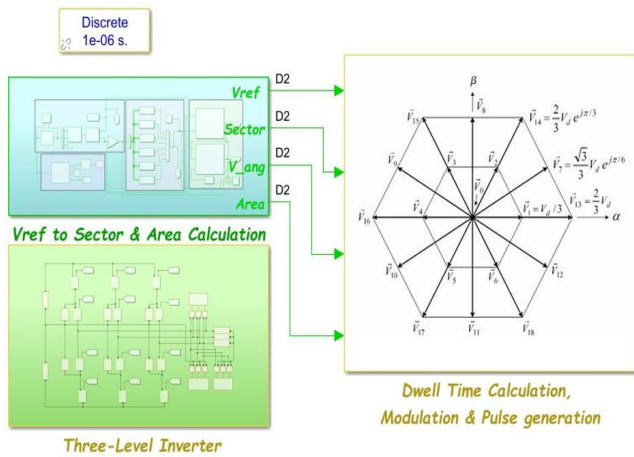 Discrete
1e-06 s.
D2
Vref
D2
Sector
D2
V_ang
D2
Area
Vref to Sector & Area Calculation
Three-Level Inverter
β
V⃗8
V⃗15
V⃗14 = 2/3 Vd e^jπ/3
V⃗9
V⃗3
V⃗2
V⃗7 = √3/3 Vd e^jπ/6
V⃗0
V⃗13 = 2/3 Vd
V⃗16
V⃗4
V⃗1 = Vd/3
α
V⃗10
V⃗5
V⃗6
V⃗12
V⃗17
V⃗11
V⃗18
Dwell Time Calculation,
Modulation & Pulse generation